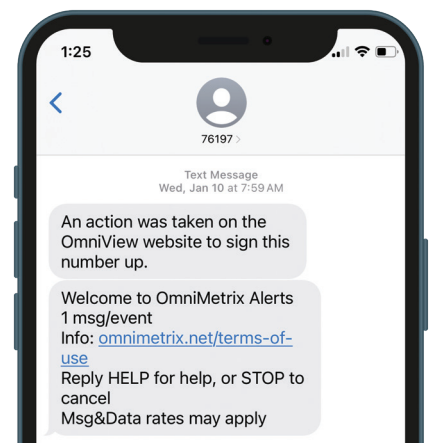 1:25
76197
Text Message
Wed, Jan 10 at 7:59 AM
An action was taken on the
OmniView website to sign this
number up.
Welcome to OmniMetrix Alerts
1 msg/event
Info: omnimetrix.net/terms-of-
use
Reply HELP for help, or STOP to
cancel
Msg&Data rates may apply